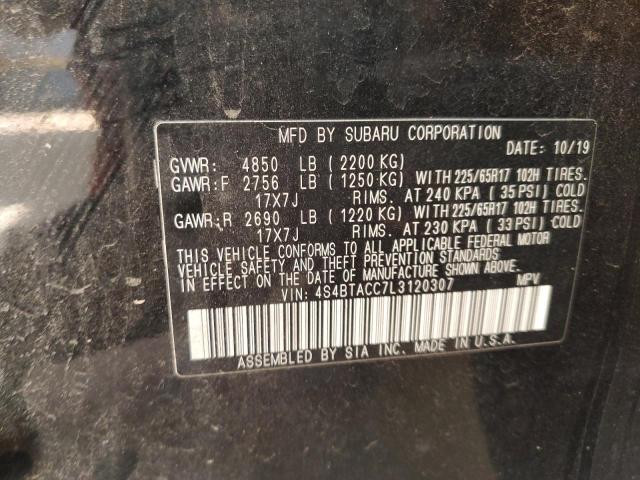 MFD BY SUBARU CORPORATION
DATE: 10/19
GVWR: 4850 LB (2200 KG)
GAWR:F 2756 LB (1250 KG) WITH 225/65R17 102H TIRES.
17X7J RIMS. AT 240 KPA (35 PSI) COLD
GAWR:R 2690 LB (1220 KG) WITH 225/65R17 102H TIRES.
17X7J RIMS. AT 230 KPA (33 PSI) COLD
THIS VEHICLE CONFORMS TO ALL APPLICABLE FEDERAL MOTOR
VEHICLE SAFETY AND THEFT PREVENTION STANDARDS
IN EFFECT ON THE DATE OF MANUFACTURE SHOWN ABOVE.
VIN: 4S4BTACC7L3120307 MPV
ASSEMBLED BY SIA INC. MADE IN U.S.A.